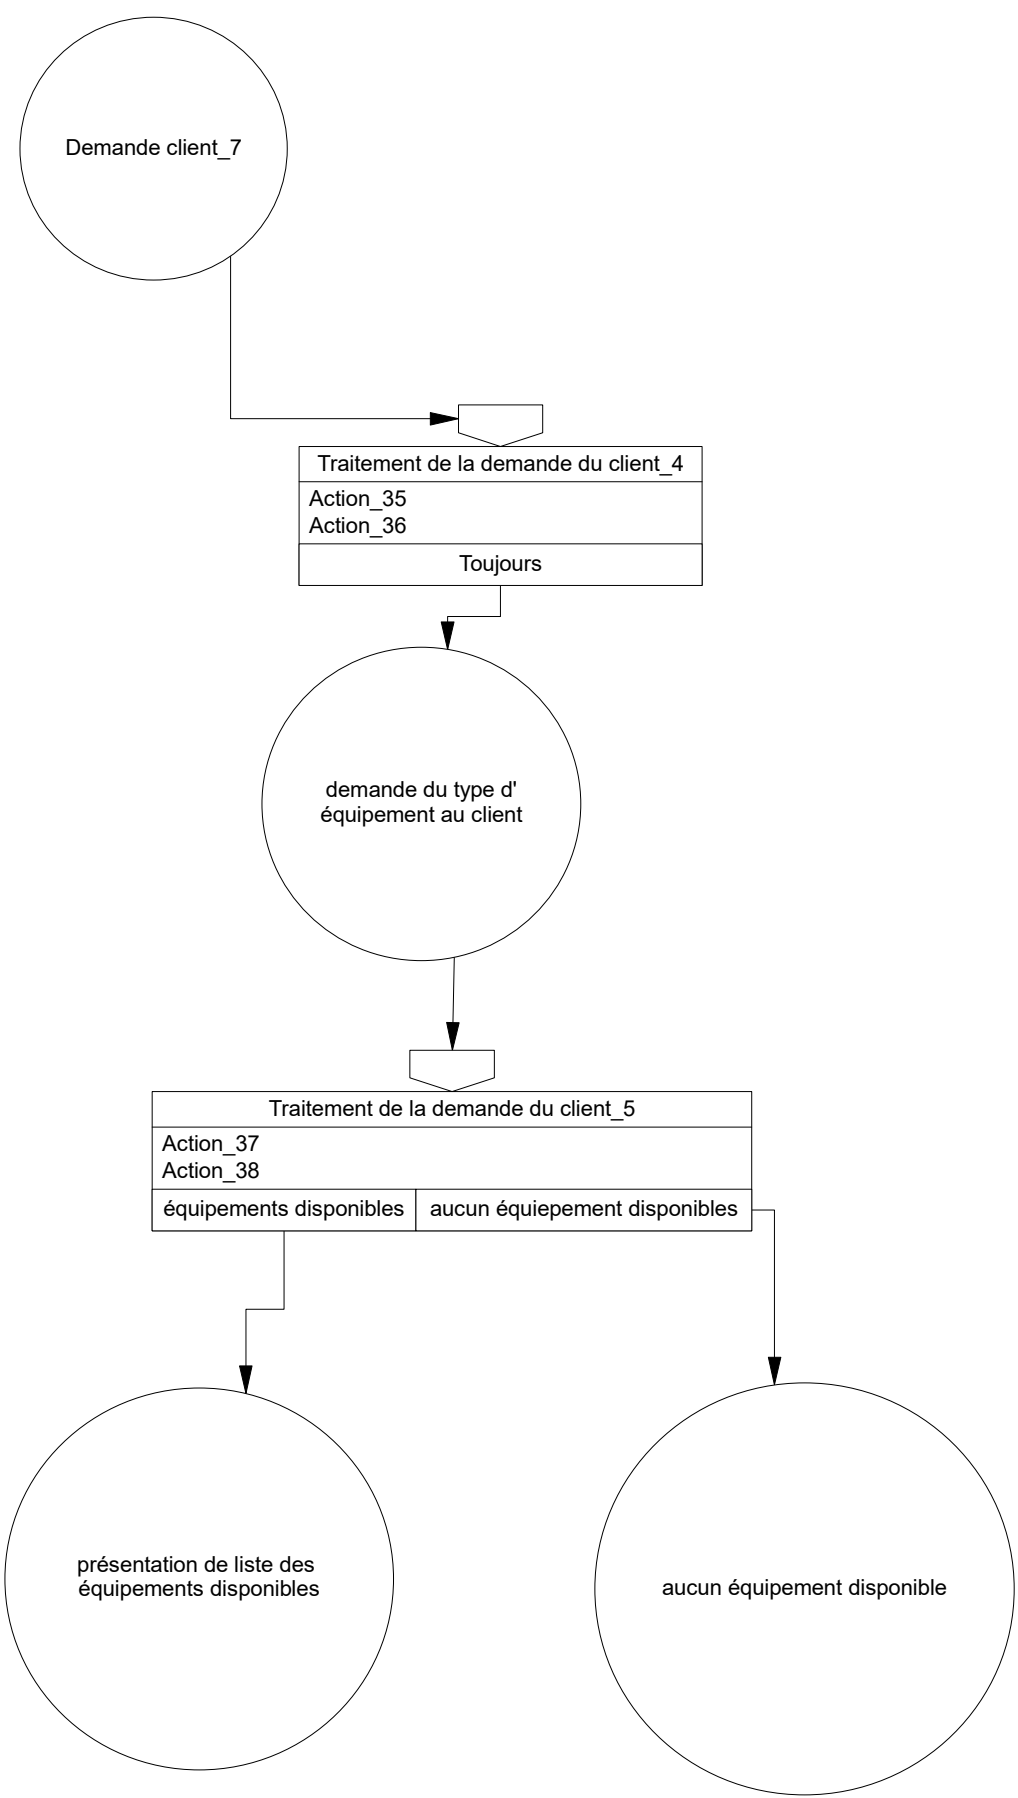 Demande client_7
Traitement de la demande du client_4
Action_35
Action_36
Toujours
demande du type d'
équipement au client
Traitement de la demande du client_5
Action_37
Action_38
équipements disponibles
aucun équiepement disponibles
présentation de liste des
équipements disponibles
aucun équipement disponible